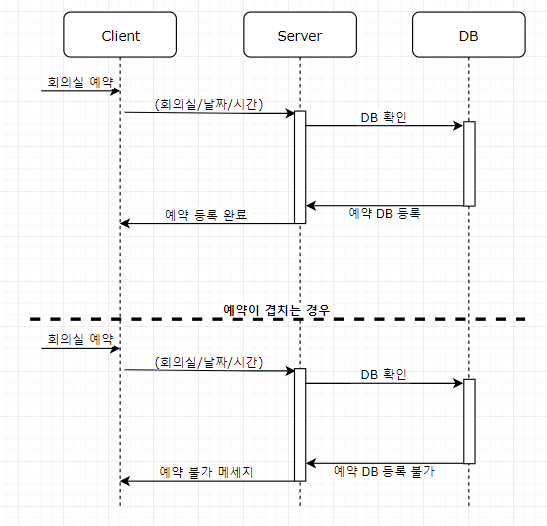 Client
Server
DB
회의실 예약
(회의실/날짜/시간)
DB 확인
예약 DB 등록
예약 등록 완료
예약이 겹치는 경우
회의실 예약
(회의실/날짜/시간)
DB 확인
예약 DB 등록 불가
예약 불가 메세지